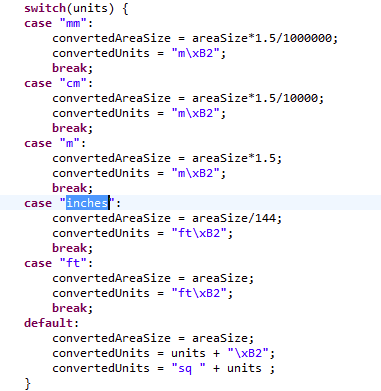 switch(units) {
case "mm":
convertedAreaSize = areaSize*1.5/1000000;
convertedUnits = "m\xB2";
break;
case "cm":
convertedAreaSize = areaSize*1.5/10000;
convertedUnits = "m\xB2";
break;
case "m":
convertedAreaSize = areaSize*1.5;
convertedUnits = "m\xB2";
break;
case "inches":
convertedAreaSize = areaSize/144;
convertedUnits = "ft\xB2";
break;
case "ft":
convertedAreaSize = areaSize;
convertedUnits = "ft\xB2";
break;
default:
convertedAreaSize = areaSize;
convertedUnits = units + "\xB2";
convertedUnits = "sq " + units ;
}